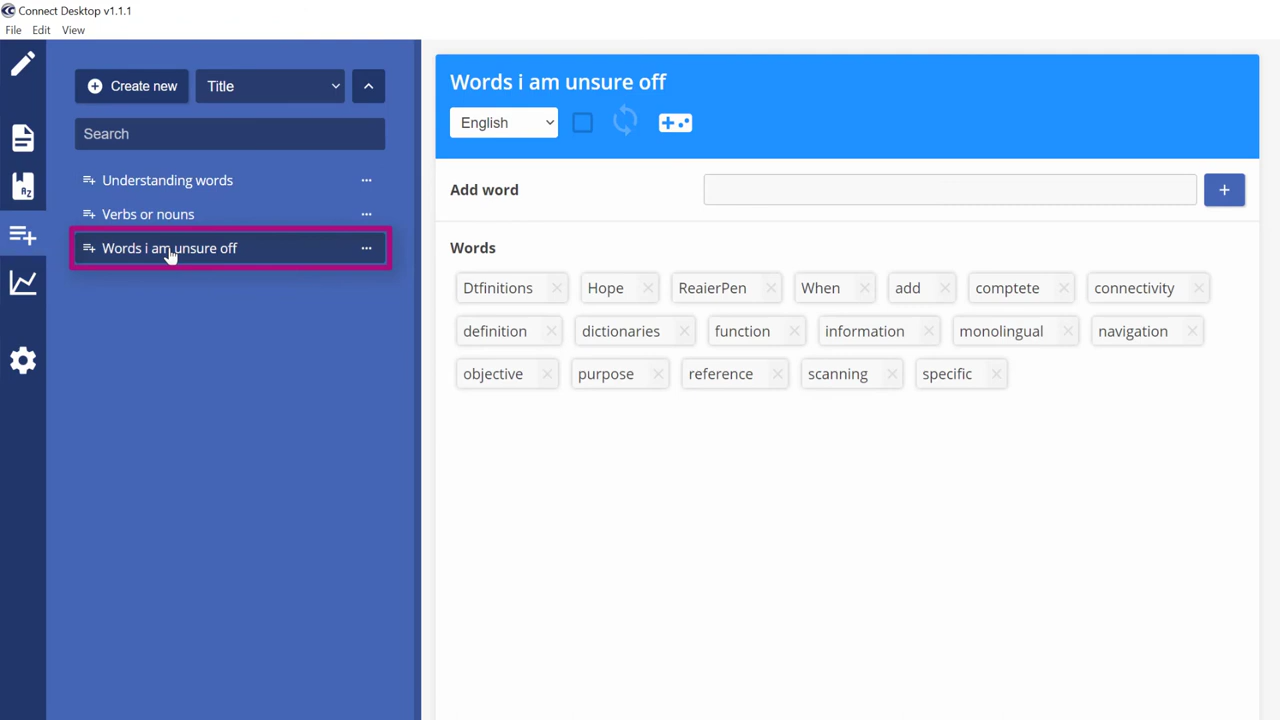 Connect Desktop v1.1.1
File Edit View
Create new Title
Search
Understanding words
Verbs or nouns
Words i am unsure off
Words i am unsure off
English
Add word
Words
Dtfinitions Hope ReaierPen When add comptete connectivity
definition dictionaries function information monolingual navigation
objective purpose reference scanning specific